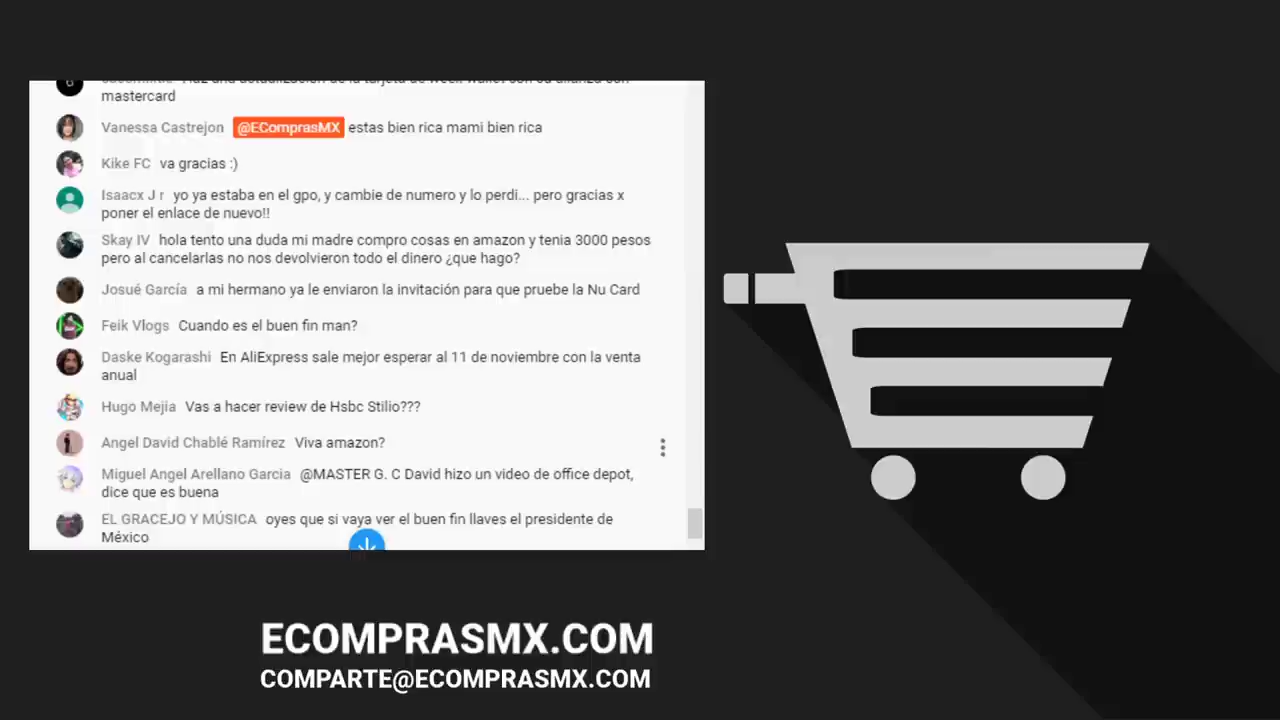 mastercard
Vanessa Castrejon @EComprasMX estas bien rica mami bien rica
Kike FC va gracias :)
Isaacx J r yo ya estaba en el gpo, y cambie de numero y lo perdi... pero gracias x
poner el enlace de nuevo!!
Skay IV hola tento una duda mi madre compro cosas en amazon y tenia 3000 pesos
pero al cancelarlas no nos devolvieron todo el dinero ¿que hago?
Josué García a mi hermano ya le enviaron la invitación para que pruebe la Nu Card
Feik Vlogs Cuando es el buen fin man?
Daske Kogarashi En AliExpress sale mejor esperar al 11 de noviembre con la venta
anual
Hugo Mejia Vas a hacer review de Hsbc Stilio???
Angel David Chablé Ramírez Viva amazon?
Miguel Angel Arellano Garcia @MASTER G. C David hizo un video de office depot,
dice que es buena
EL GRACEJO Y MÚSICA oyes que si vaya ver el buen fin llaves el presidente de
México
ECOMPRASMX.COM
COMPARTE@ECOMPRASMX.COM